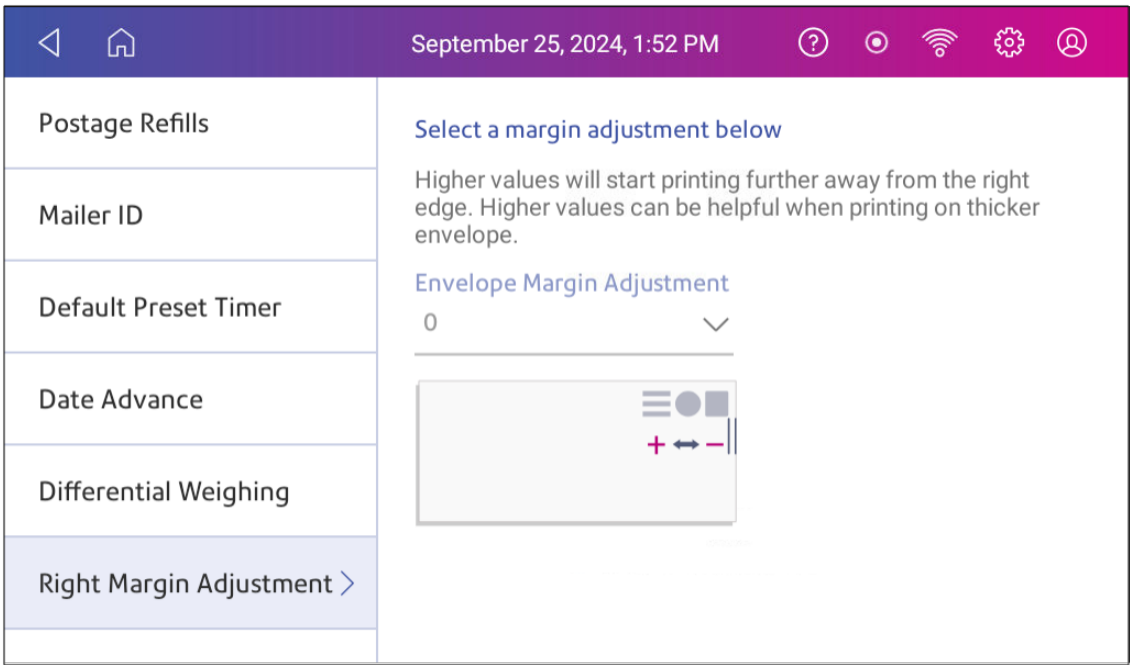 September 25, 2024, 1:52 PM
Postage Refills
Mailer ID
Default Preset Timer
Date Advance
Differential Weighing
Right Margin Adjustment
Select a margin adjustment below
Higher values will start printing further away from the right
edge. Higher values can be helpful when printing on thicker
envelope.
Envelope Margin Adjustment
0